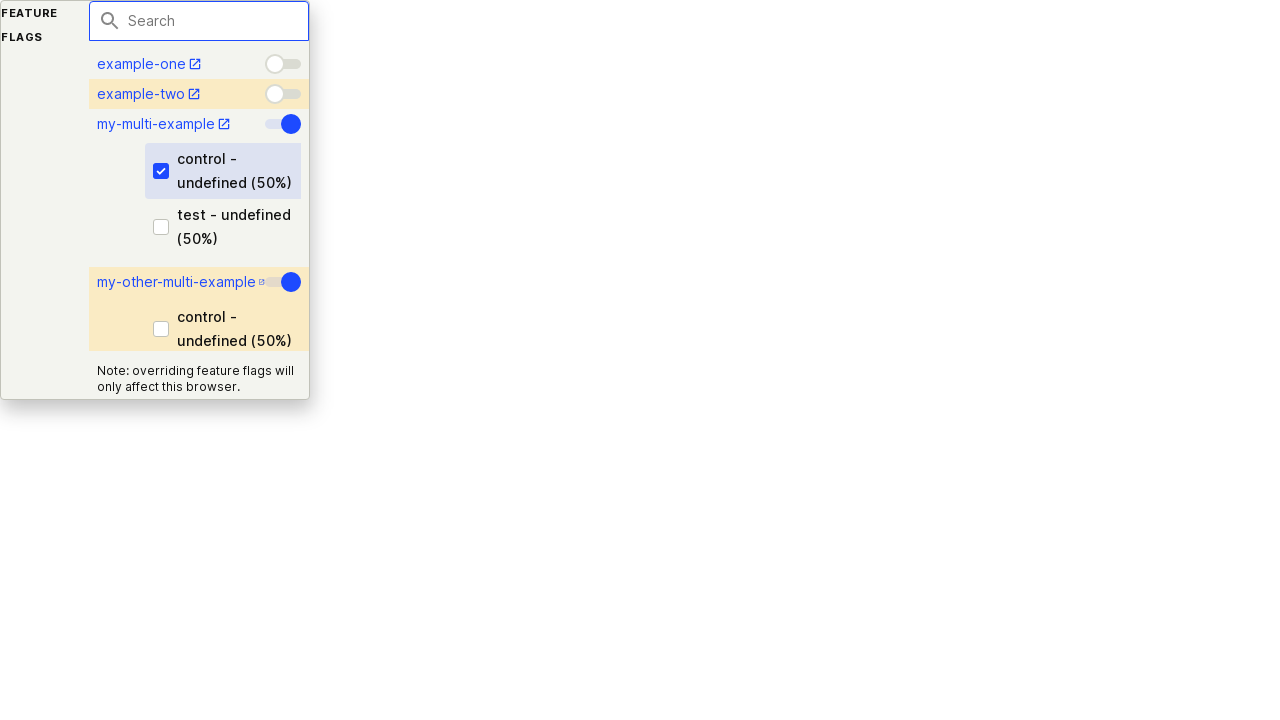 FEATURE
FLAGS
Search
example-one
example-two
my-multi-example
control -
undefined (50%)
test - undefined
(50%)
my-other-multi-example
control -
undefined (50%)
Note: overriding feature flags will
only affect this browser.